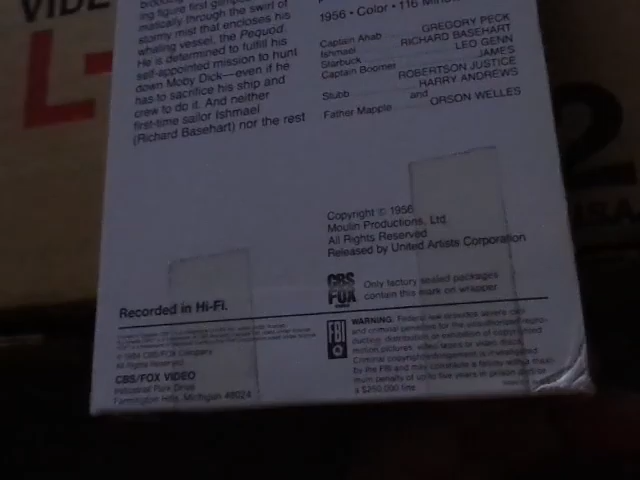 VIDE
L-
2
USA
ing figure first glimpsed
matically through the swirl of
stormy mist that encloses his
whaling vessel, the Pequod.
He is determined to fulfill his
self-appointed mission to hunt
down Moby Dick—even if he
has to sacrifice his ship and
crew to do it. And neither
first-time sailor Ishmael
(Richard Basehart) nor the rest
1956 • Color • 116 Minu
Captain Ahab GREGORY PECK
Ishmael RICHARD BASEHART
Starbuck LEO GENN
Captain Boomer JAMES
ROBERTSON JUSTICE
Stubb HARRY ANDREWS
and
Father Mapple ORSON WELLES
Copyright © 1956
Moulin Productions, Ltd.
All Rights Reserved
Released by United Artists Corporation
CBS
FOX
Only factory sealed packages
contain this mark on wrapper.
Recorded in Hi-Fi.
© 1984 CBS/FOX Company
All Rights Reserved
CBS/FOX VIDEO
Industrial Park Drive
Farmington Hills, Michigan 48024
FBI
WARNING: Federal law provides severe civil
and criminal penalties for the unauthorized repro-
duction, distribution or exhibition of copyrighted
motion pictures, video tapes or video discs.
Criminal copyright infringement is investigated
by the FBI and may constitute a felony with a maxi-
mum penalty of up to five years in prison and/or
a $250,000 fine.